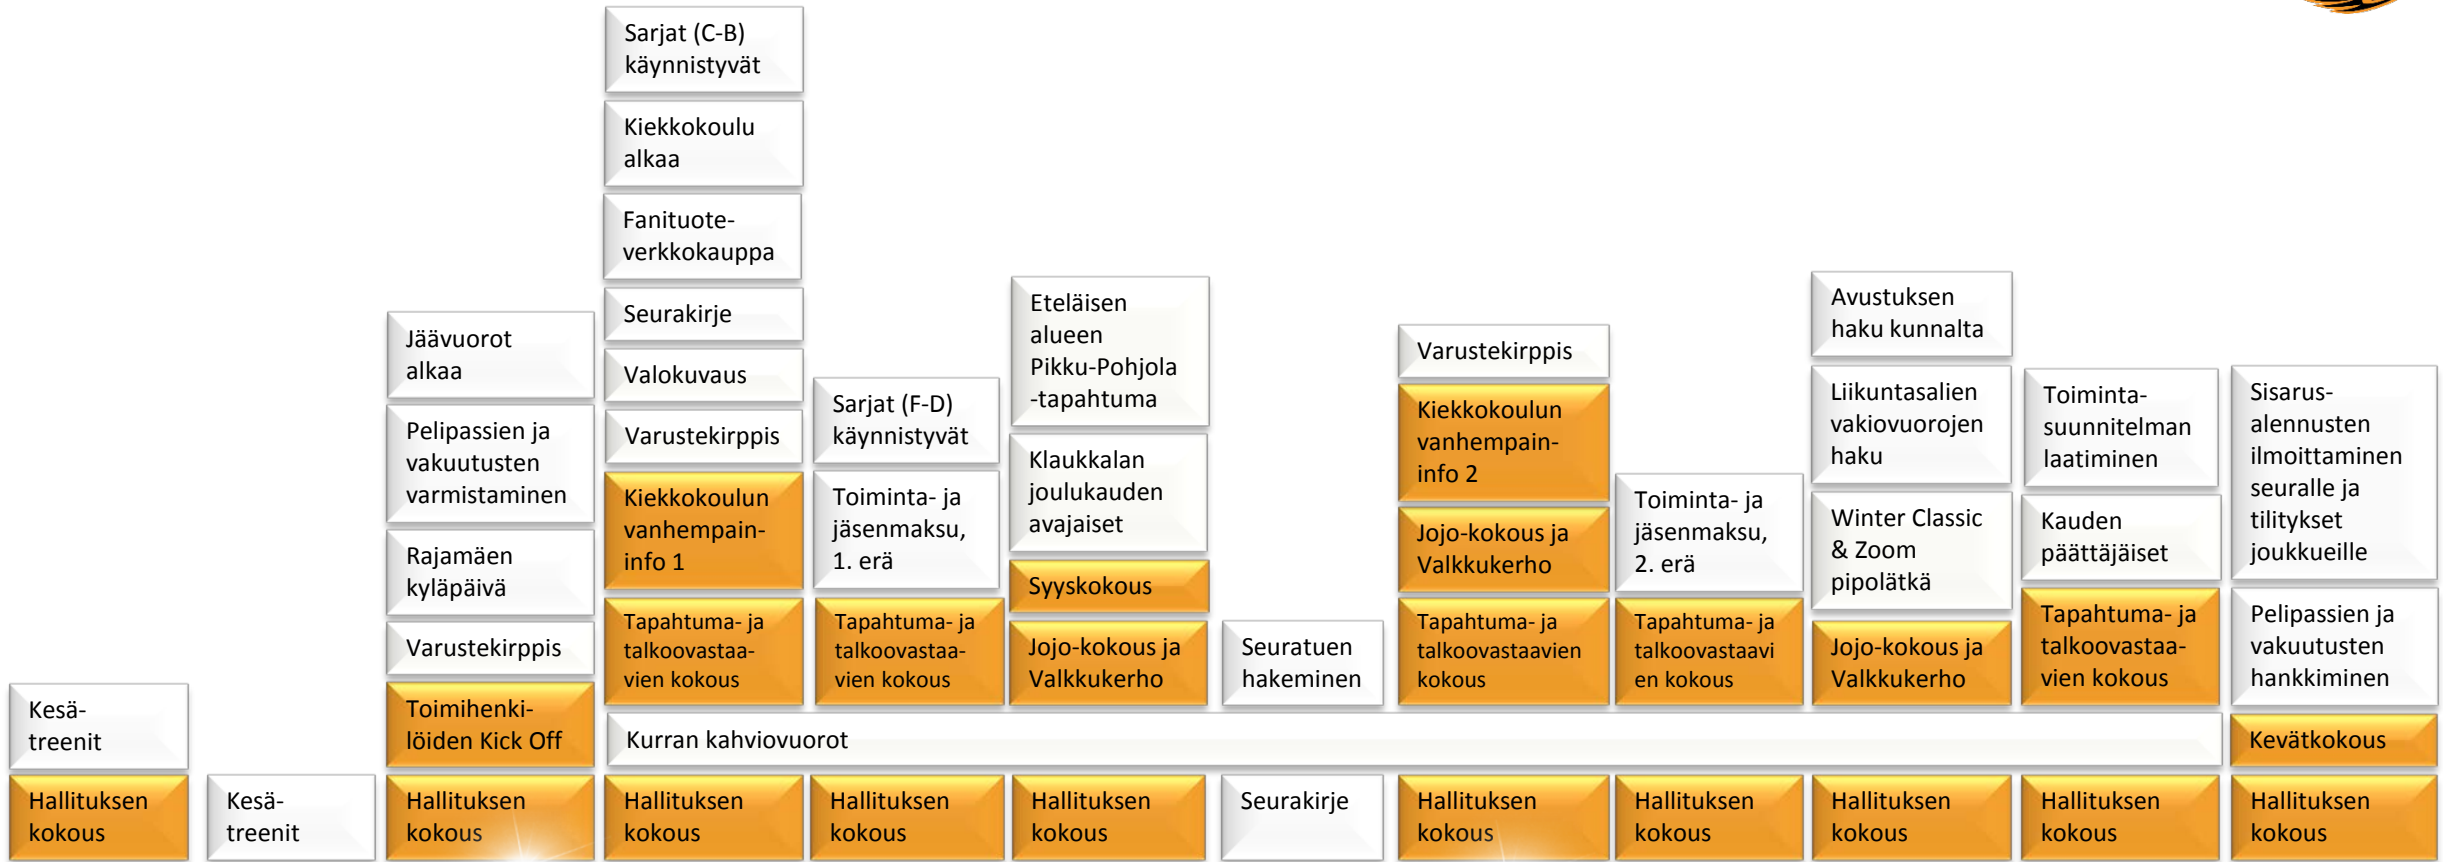 Kesä-
treenit
Hallituksen
kokous
Kesä-
treenit
Jäävuorot
alkaa
Pelipassien ja
vakuutusten
varmistaminen
Rajamäen
kyläpäivä
Varustekirppis
Toimihenki-
löiden Kick Off
Hallituksen
kokous
Sarjat (C-B)
käynnistyvät
Kiekkokoulu
alkaa
Fanituote-
verkkokauppa
Seurakirje
Valokuvaus
Varustekirppis
Kiekkokoulun
vanhempain-
info 1
Tapahtuma- ja
talkoovastaa-
vien kokous
Kurran kahviovuorot
Hallituksen
kokous
Sarjat (F-D)
käynnistyvät
Toiminta- ja
jäsenmaksu,
1. erä
Tapahtuma- ja
talkoovastaa-
vien kokous
Hallituksen
kokous
Eteläisen
alueen
Pikku-Pohjola
-tapahtuma
Klaukkalan
joulukauden
avajaiset
Syyskokous
Jojo-kokous ja
Valkkukerho
Hallituksen
kokous
Seuratuen
hakeminen
Seurakirje
Varustekirppis
Kiekkokoulun
vanhempain-
info 2
Jojo-kokous ja
Valkkukerho
Tapahtuma- ja
talkoovastaavien
kokous
Hallituksen
kokous
Toiminta- ja
jäsenmaksu,
2. erä
Tapahtuma- ja
talkoovastaavi
en kokous
Hallituksen
kokous
Avustuksen
haku kunnalta
Liikuntasalien
vakiovuorojen
haku
Winter Classic
& Zoom
pipolätkä
Jojo-kokous ja
Valkkukerho
Hallituksen
kokous
Toiminta-
suunnitelman
laatiminen
Kauden
päättäjäiset
Tapahtuma- ja
talkoovastaa-
vien kokous
Hallituksen
kokous
Sisarus-
alennusten
ilmoittaminen
seuralle ja
tilitykset
joukkueille
Pelipassien ja
vakuutusten
hankkiminen
Kevätkokous
Hallituksen
kokous